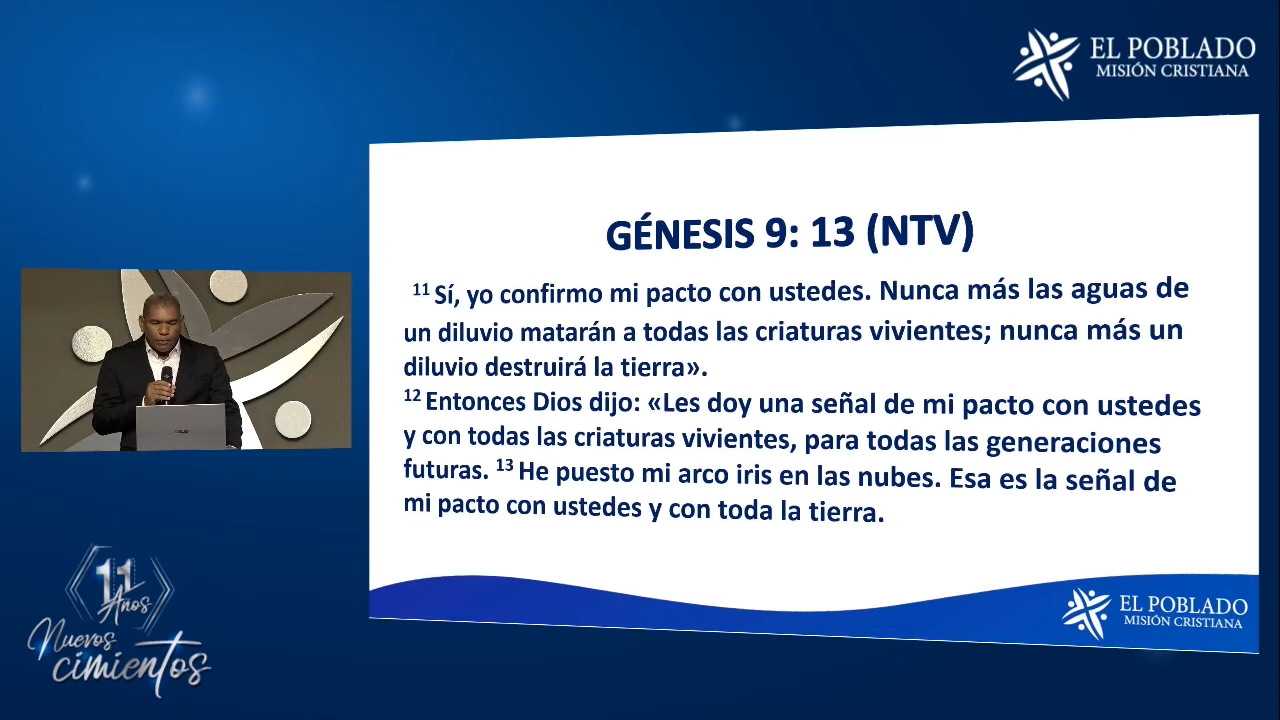 EL POBLADO
MISIÓN CRISTIANA
GÉNESIS 9: 13 (NTV)
11 Sí, yo confirmo mi pacto con ustedes. Nunca más las aguas de
un diluvio matarán a todas las criaturas vivientes; nunca más un
diluvio destruirá la tierra».
12 Entonces Dios dijo: «Les doy una señal de mi pacto con ustedes
y con todas las criaturas vivientes, para todas las generaciones
futuras. 13 He puesto mi arco iris en las nubes. Esa es la señal de
mi pacto con ustedes y con toda la tierra.
EL POBLADO
MISIÓN CRISTIANA
11
Años
Nuevos
cimientos